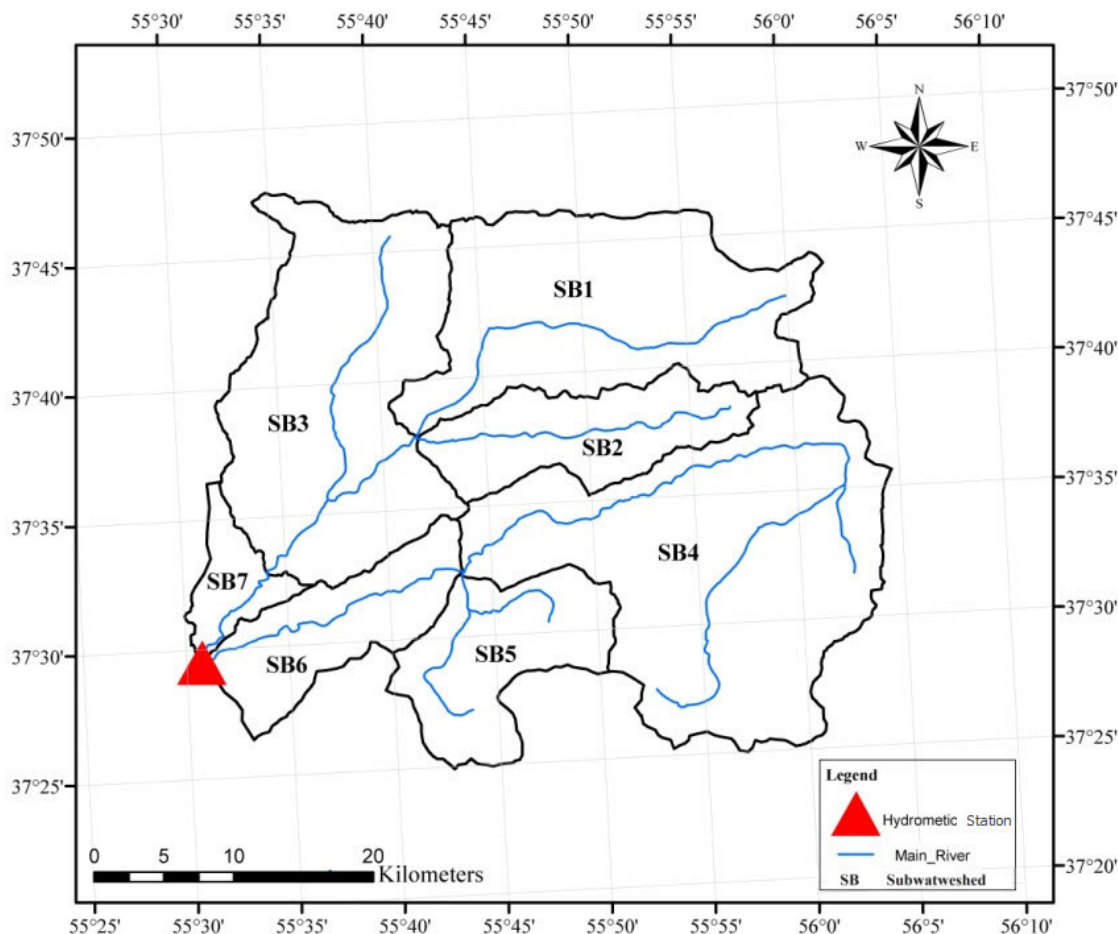 55°30' 55°35' 55°40' 55°45' 55°50' 55°55' 56°0' 56°5' 56°10'
37°50'
37°45'
37°40'
37°35'
37°30'
37°25'
37°50'
37°45'
37°40'
37°35'
37°30'
37°25'
37°20'
N
W E
S
SB1
SB3
SB2
SB4
SB7
SB5
SB6
Legend
Hydrometic Station
Main_River
SB Subwatweshed
0 5 10 20
Kilometers
55°25' 55°30' 55°35' 55°40' 55°45' 55°50' 55°55' 56°0' 56°5' 56°10'